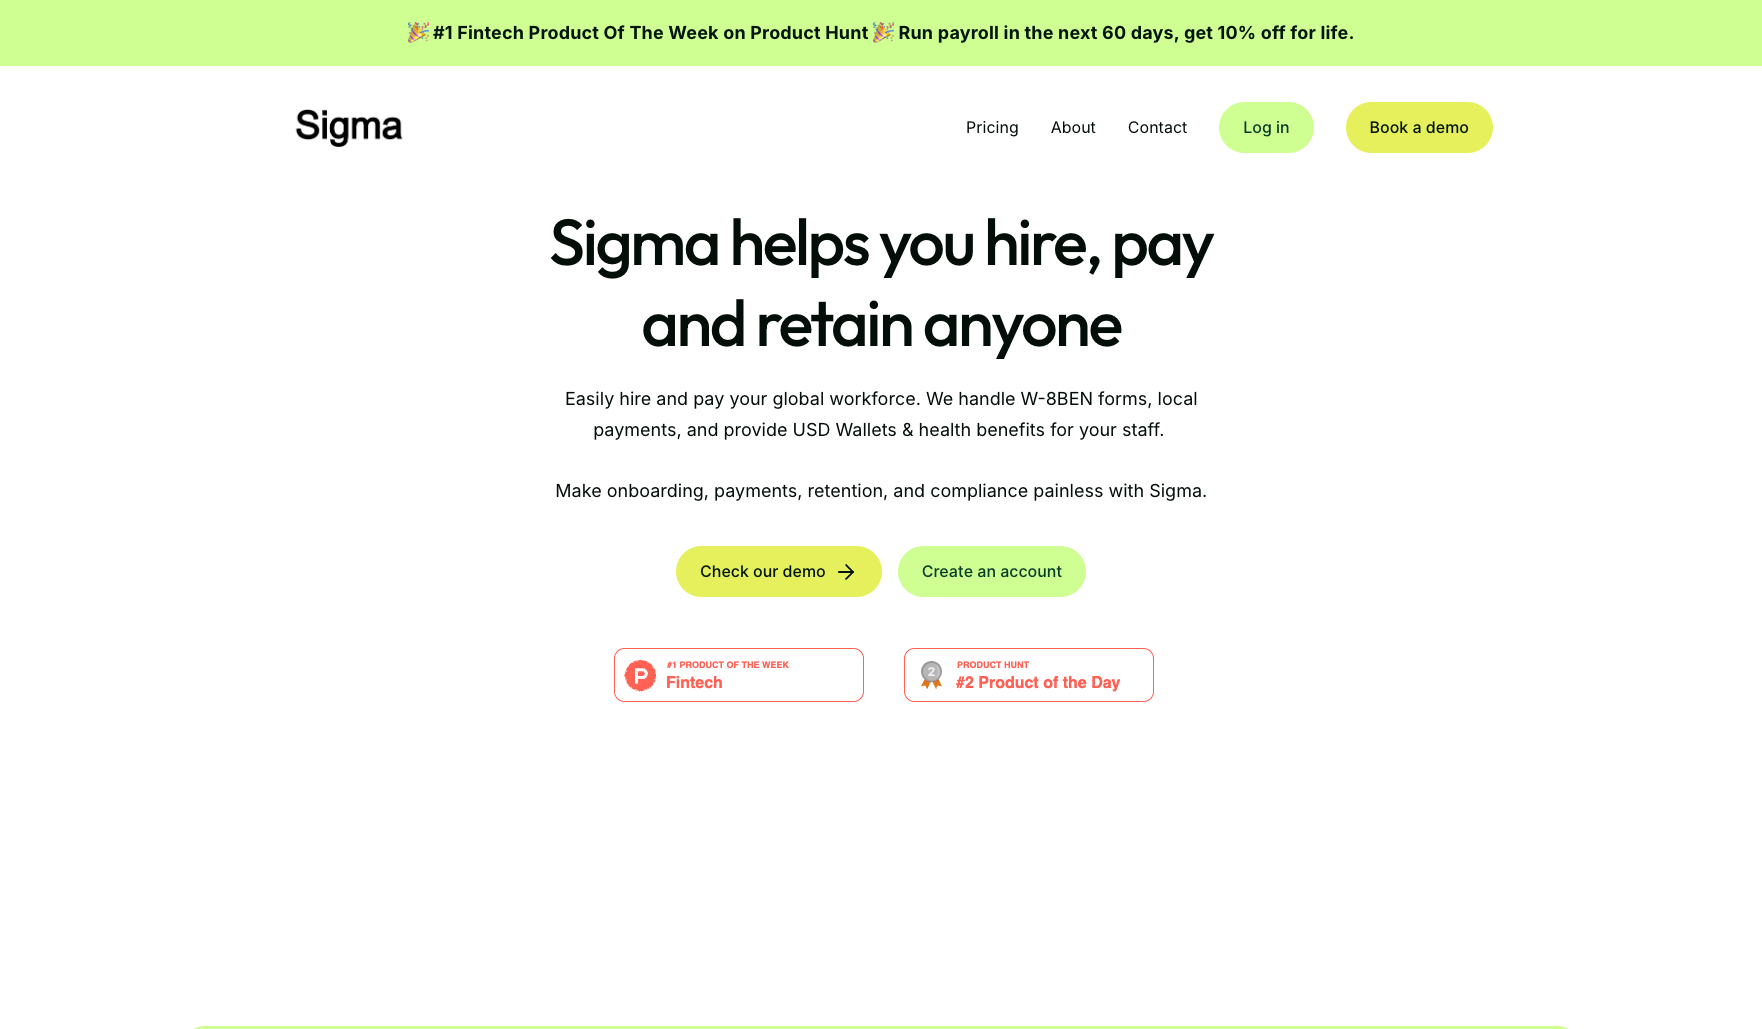 🎉 #1 Fintech Product Of The Week on Product Hunt 🎉 Run payroll in the next 60 days, get 10% off for life.
Sigma
Pricing About Contact Log in Book a demo
Sigma helps you hire, pay
and retain anyone
Easily hire and pay your global workforce. We handle W-8BEN forms, local
payments, and provide USD Wallets & health benefits for your staff.
Make onboarding, payments, retention, and compliance painless with Sigma.
Check our demo → Create an account
P
#1 PRODUCT OF THE WEEK
Fintech
2
PRODUCT HUNT
#2 Product of the Day